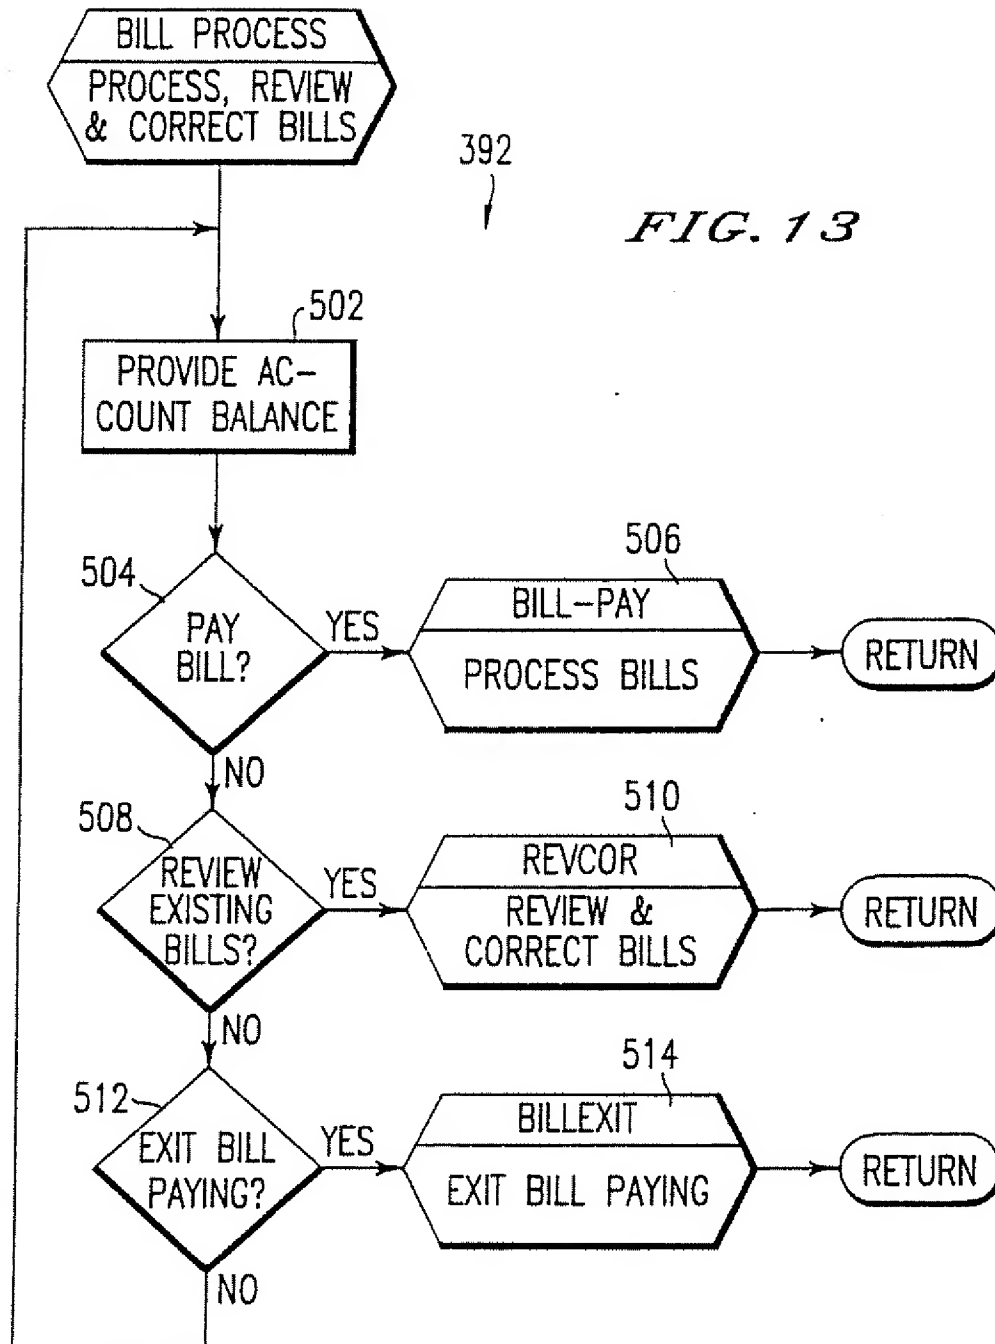 BILL PROCESS
PROCESS, REVIEW
& CORRECT BILLS
392
FIG. 13
502
PROVIDE AC-
COUNT BALANCE
504
PAY
BILL?
YES
506
BILL-PAY
PROCESS BILLS
RETURN
NO
508
REVIEW
EXISTING
BILLS?
YES
510
REVCOR
REVIEW &
CORRECT BILLS
RETURN
NO
512
EXIT BILL
PAYING?
YES
514
BILLEXIT
EXIT BILL PAYING
RETURN
NO